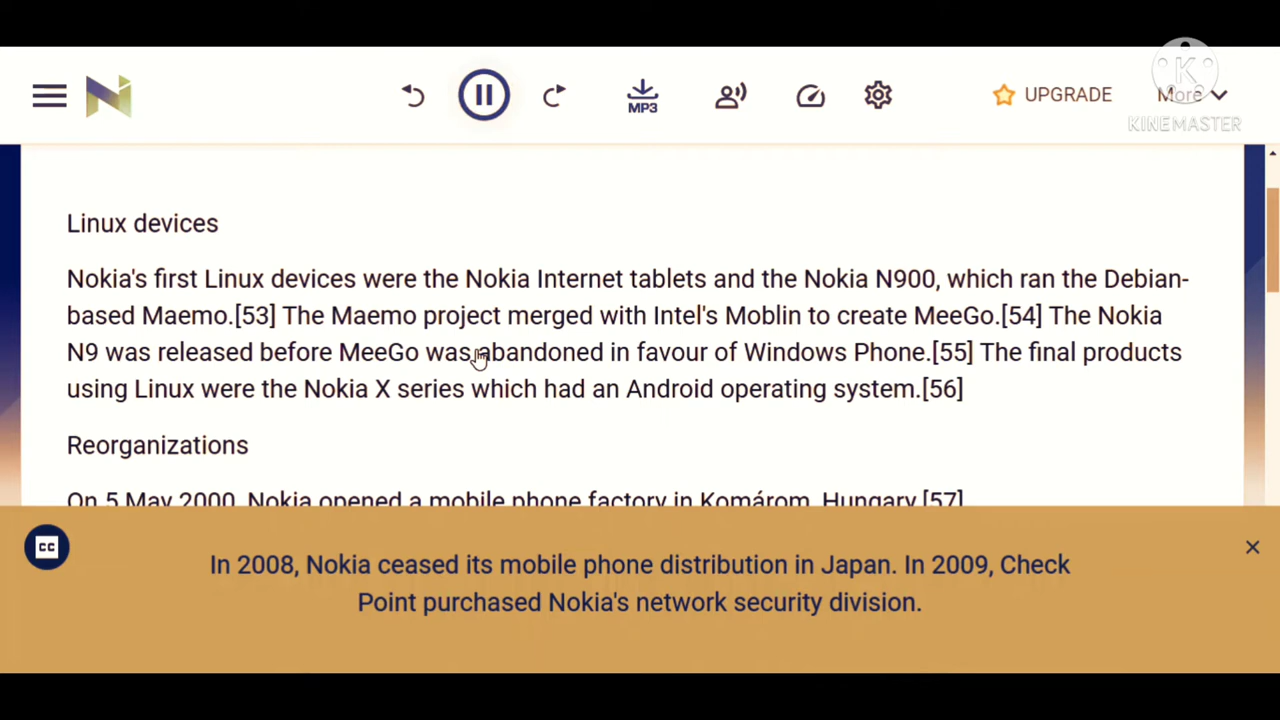 MP3
UPGRADE
More
K
KINEMASTER
Linux devices
Nokia's first Linux devices were the Nokia Internet tablets and the Nokia N900, which ran the Debian-
based Maemo.[53] The Maemo project merged with Intel's Moblin to create MeeGo.[54] The Nokia
N9 was released before MeeGo was abandoned in favour of Windows Phone.[55] The final products
using Linux were the Nokia X series which had an Android operating system.[56]
Reorganizations
On 5 May 2000, Nokia opened a mobile phone factory in Komárom, Hungary.[57]
CC
In 2008, Nokia ceased its mobile phone distribution in Japan. In 2009, Check
Point purchased Nokia's network security division.